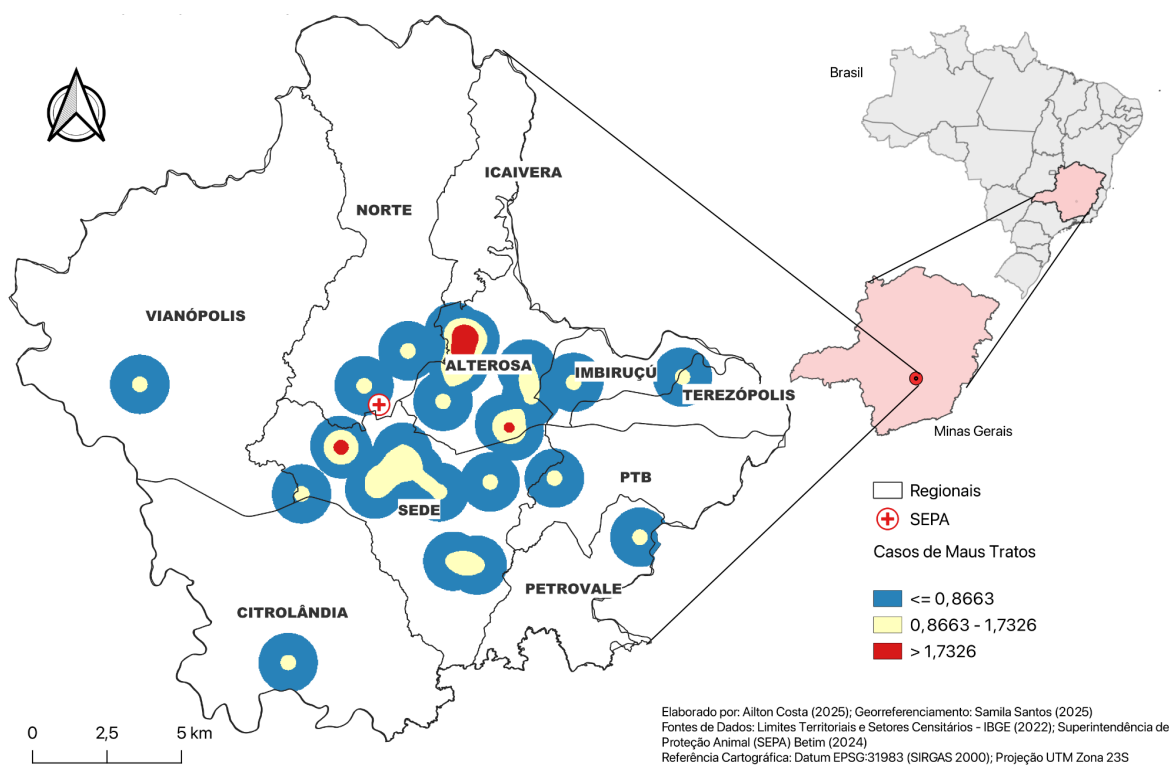 Brasil
ICAIVERA
NORTE
VIANÓPOLIS
ALTEROSA
IMBIRUÇÚ
TEREZÓPOLIS
Minas Gerais
PTB
SEDE
PETROVALE
CITROLÂNDIA
Regionais
SEPA
Casos de Maus Tratos
<= 0,8663
0,8663 - 1,7326
> 1,7326
0 2,5 5 km
Elaborado por: Ailton Costa (2025); Georreferenciamento: Samila Santos (2025)
Fontes de Dados: Limites Territoriais e Setores Censitários - IBGE (2022); Superintendência de
Proteção Animal (SEPA) Betim (2024)
Referência Cartográfica: Datum EPSG:31983 (SIRGAS 2000); Projeção UTM Zona 23S